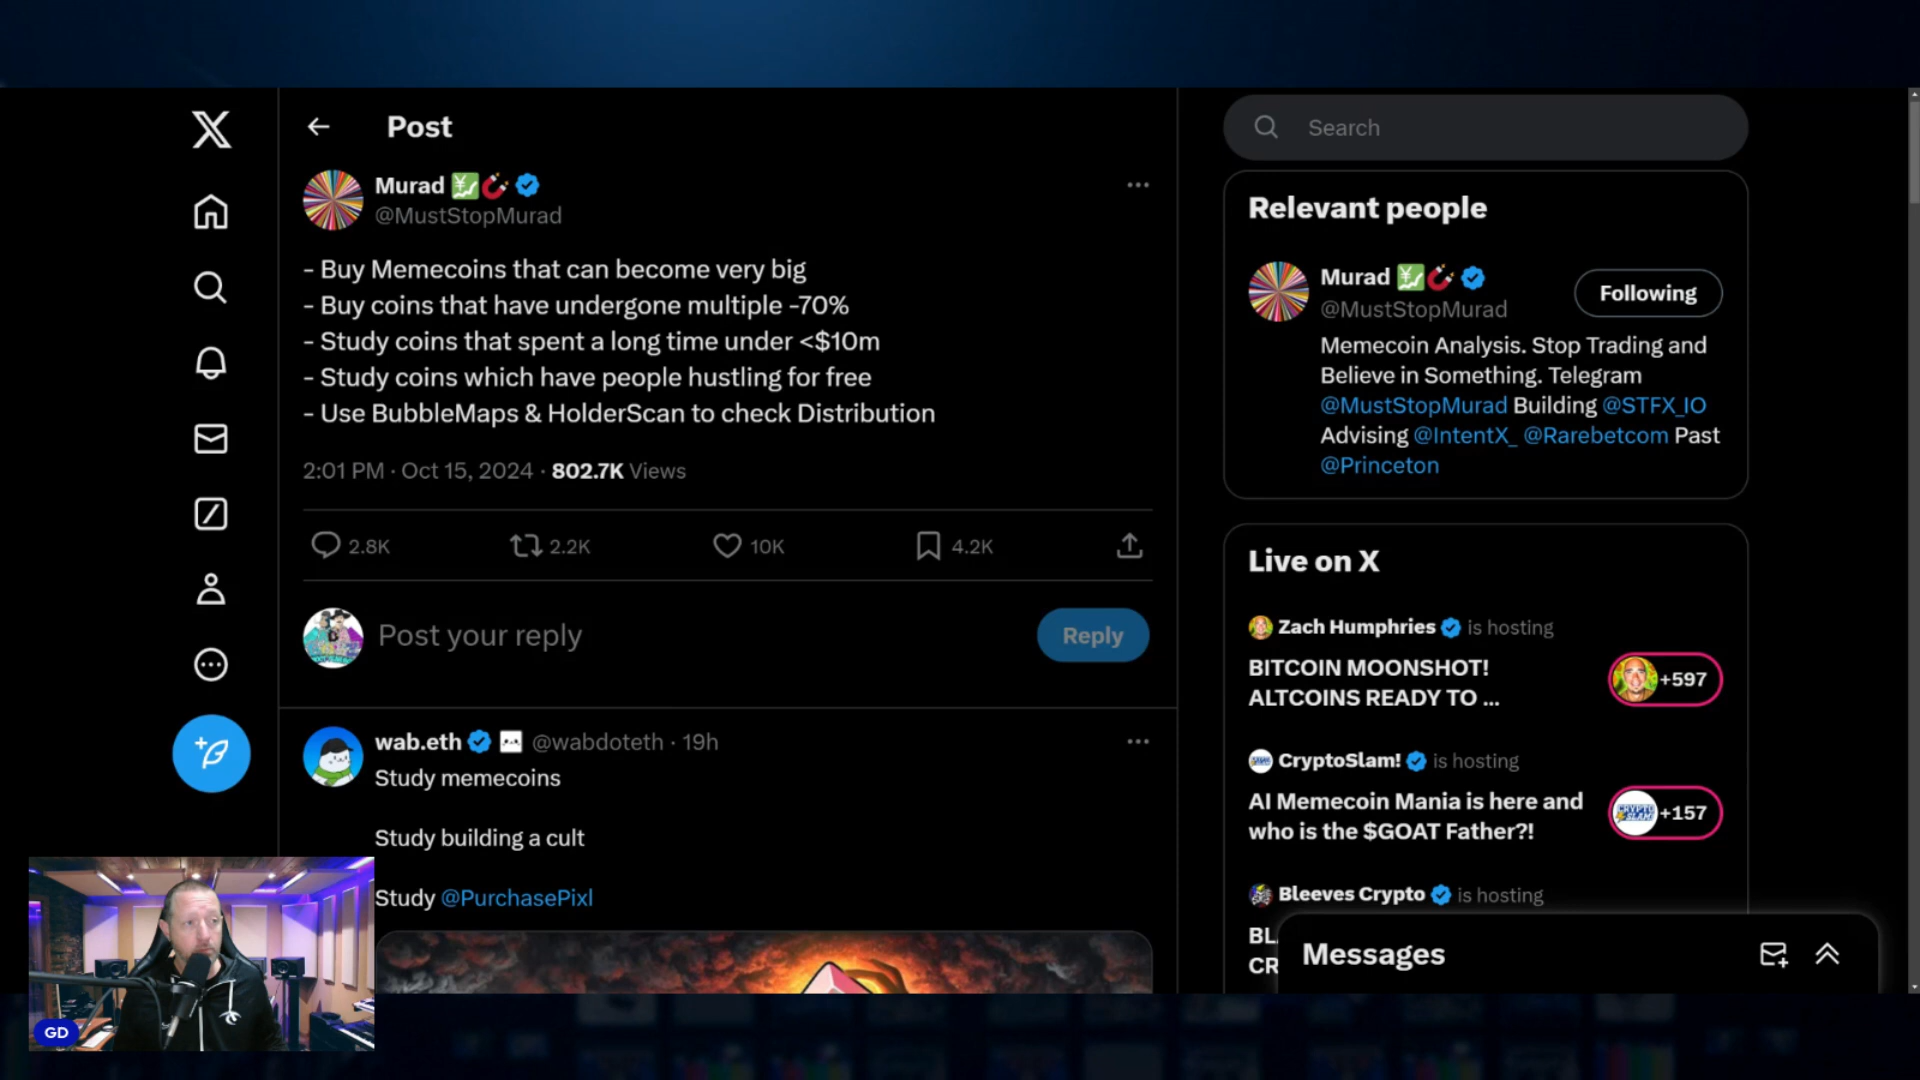 Post
Murad
@MustStopMurad
- Buy Memecoins that can become very big
- Buy coins that have undergone multiple -70%
- Study coins that spent a long time under <$10m
- Study coins which have people hustling for free
- Use BubbleMaps & HolderScan to check Distribution
2:01 PM · Oct 15, 2024 · 802.7K Views
2.8K 2.2K 10K 4.2K
Post your reply
Reply
wab.eth @wabdoteth · 19h
Study memecoins
Study building a cult
Study @PurchasePixl
Search
Relevant people
Murad
@MustStopMurad
Following
Memecoin Analysis. Stop Trading and
Believe in Something. Telegram
@MustStopMurad Building @STFX_IO
Advising @IntentX_ @Rarebetcom Past
@Princeton
Live on X
Zach Humphries is hosting
BITCOIN MOONSHOT!
ALTCOINS READY TO ...
+597
CryptoSlam! is hosting
AI Memecoin Mania is here and
who is the $GOAT Father?!
+157
Bleeves Crypto is hosting
BL
CR
Messages
GD